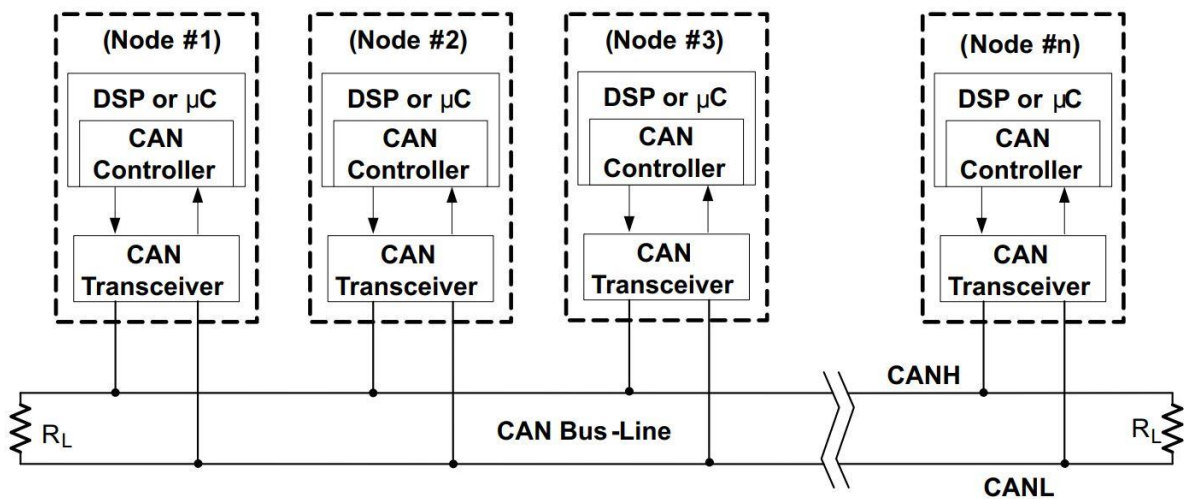 (Node #1)
DSP or µC
CAN
Controller
CAN
Transceiver
(Node #2)
DSP or µC
CAN
Controller
CAN
Transceiver
(Node #3)
DSP or µC
CAN
Controller
CAN
Transceiver
(Node #n)
DSP or µC
CAN
Controller
CAN
Transceiver
CANH
RL
CAN Bus-Line
RL
CANL